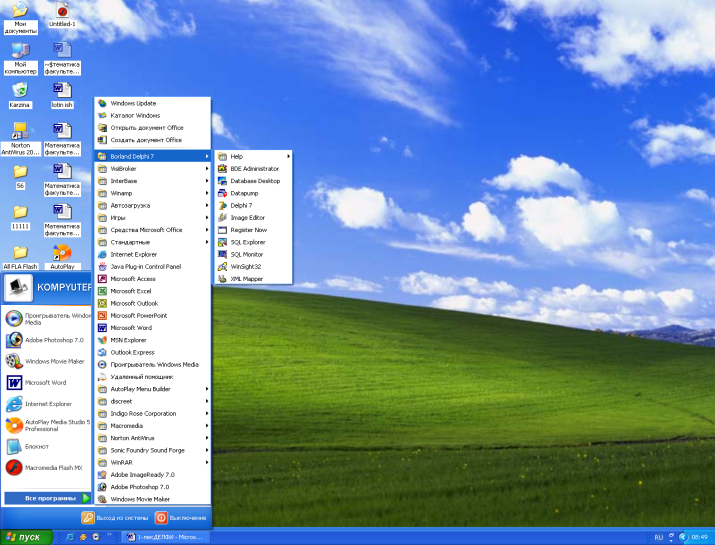 Мои документы
Untitled-1
Мой компьютер
~$тематика факульте...
Karzina
lotin ish
Norton AntiVirus 20...
Математика факульте...
56
Математика факульте...
11111
Математика факульте...
All FLA Flash
AutoPlay
KOMPYUTER
Проигрыватель Window
Media
Adobe Photoshop 7.0
Windows Movie Maker
Microsoft Word
Internet Explorer
AutoPlay Media Studio 5
Professional
Блокнот
Macromedia Flash MX
Все программы
Windows Update
Каталог Windows
Открыть документ Office
Создать документ Office
Borland Delphi 7
VisiBroker
InterBase
Winamp
Автозагрузка
Игры
Средства Microsoft Office
Стандартные
Internet Explorer
Java Plug-in Control Panel
Microsoft Access
Microsoft Excel
Microsoft Outlook
Microsoft PowerPoint
Microsoft Word
MSN Explorer
Outlook Express
Проигрыватель Windows Media
Удаленный помощник
AutoPlay Menu Builder
discreet
Indigo Rose Corporation
Macromedia
Norton AntiVirus
Sonic Foundry Sound Forge
WinRAR
Adobe ImageReady 7.0
Adobe Photoshop 7.0
Windows Movie Maker
Help
BDE Administrator
Database Desktop
Datapump
Delphi 7
Image Editor
Register Now
SQL Explorer
SQL Monitor
WinSight32
XML Mapper
Выход из системы
Выключение
пуск
1-лекДЕЛФИ - Micros...
RU
08:49